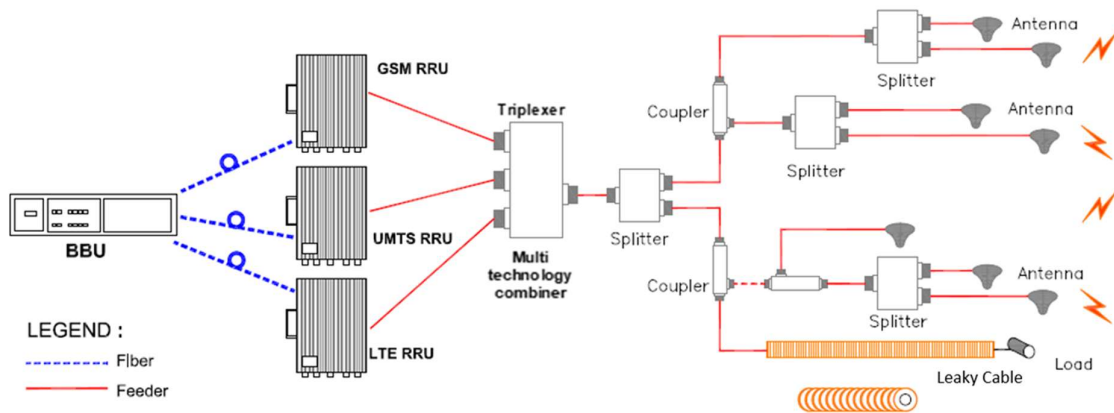 GSM RRU
UMTS RRU
LTE RRU
BBU
LEGEND :
Fiber
Feeder
Triplexer
Multi
technology
combiner
Splitter
Coupler
Splitter
Antenna
Splitter
Antenna
Coupler
Splitter
Antenna
Leaky Cable
Load